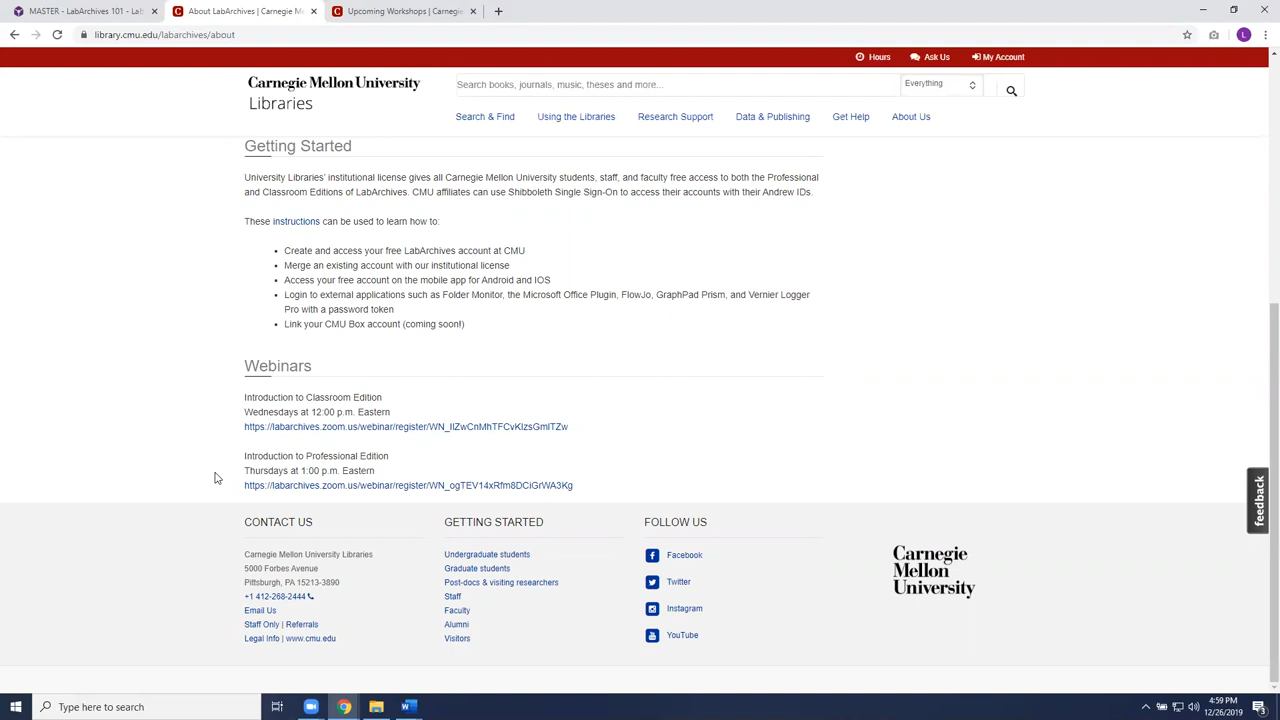 MASTER - LabArchives 101 - Lab
About LabArchives | Carnegie Me
Upcoming Workshops | Carnegie
library.cmu.edu/labarchives/about
L
Hours
Ask Us
My Account
Carnegie Mellon University
Libraries
Search books, journals, music, theses and more...
Everything
Search & Find
Using the Libraries
Research Support
Data & Publishing
Get Help
About Us
Getting Started
University Libraries' institutional license gives all Carnegie Mellon University students, staff, and faculty free access to both the Professional
and Classroom Editions of LabArchives. CMU affiliates can use Shibboleth Single Sign-On to access their accounts with their Andrew IDs.
These instructions can be used to learn how to:
• Create and access your free LabArchives account at CMU
• Merge an existing account with our institutional license
• Access your free account on the mobile app for Android and IOS
• Login to external applications such as Folder Monitor, the Microsoft Office Plugin, FlowJo, GraphPad Prism, and Vernier Logger
Pro with a password token
• Link your CMU Box account (coming soon!)
Webinars
Introduction to Classroom Edition
Wednesdays at 12:00 p.m. Eastern
https://labarchives.zoom.us/webinar/register/
Introduction to Professional Edition
Thursdays at 1:00 p.m. Eastern
https://labarchives.zoom.us/webinar/register/WN_ogTEV14xRfm8DCiGrWA3Kg
feedback
CONTACT US
Carnegie Mellon University Libraries
5000 Forbes Avenue
Pittsburgh, PA 15213-3890
+1 412-268-2444
Email Us
Staff Only | Referrals
Legal Info | www.cmu.edu
GETTING STARTED
Undergraduate students
Graduate students
Post-docs & visiting researchers
Staff
Faculty
Alumni
Visitors
FOLLOW US
Facebook
Twitter
Instagram
YouTube
Carnegie
Mellon
University
Type here to search
4:59 PM
12/26/2019
3